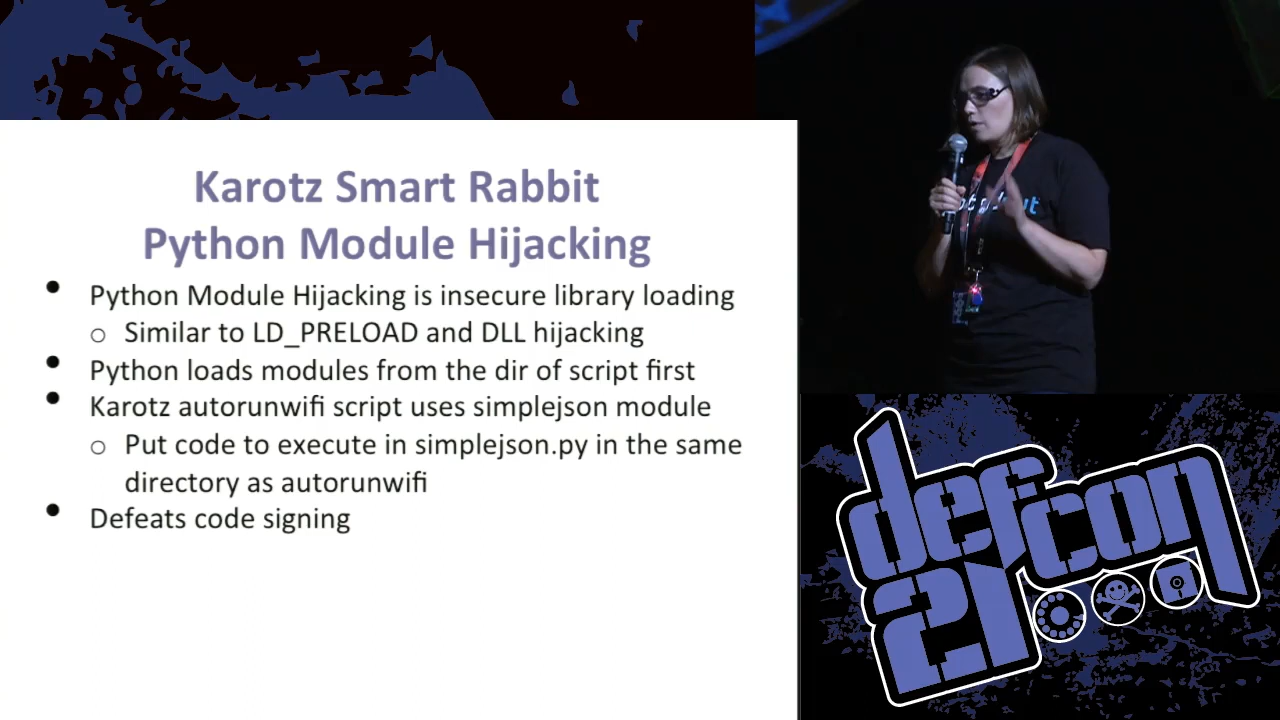 Karotz Smart Rabbit
Python Module Hijacking
• Python Module Hijacking is insecure library loading
o Similar to LD_PRELOAD and DLL hijacking
• Python loads modules from the dir of script first
• Karotz autorunwifi script uses simplejson module
o Put code to execute in simplejson.py in the same
directory as autorunwifi
• Defeats code signing
defcon
21